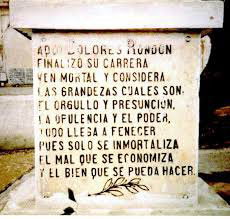 AQUI DOLORES RONDON
FINALIZÓ SU CARRERA
VEN MORTAL Y CONSIDERA
LAS GRANDEZAS CUALES SON.
EL ORGULLO Y PRESUNCION,
LA OPULENCIA Y EL PODER,
TODO LLEGA A FENECER
PUES SOLO SE INMORTALIZA
EL MAL QUE SE ECONOMIZA
Y EL BIEN QUE SE PUEDA HACER.